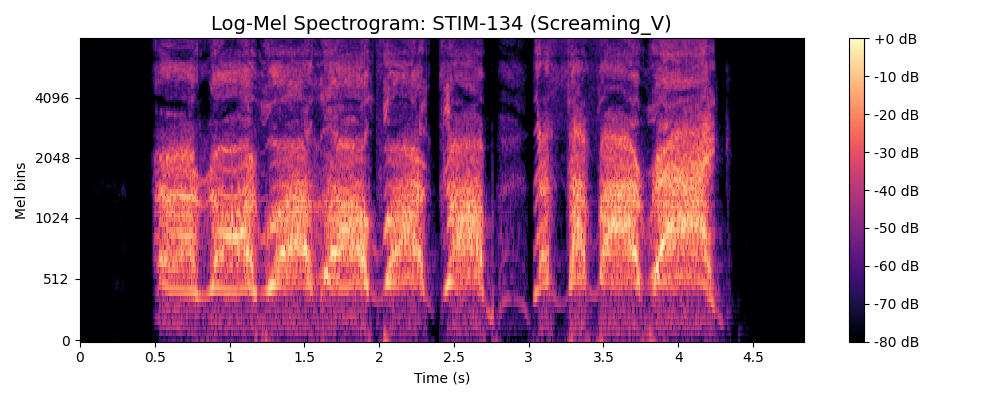 Log-Mel Spectrogram: STIM-134 (Screaming_V)
Mel bins
4096
2048
1024
512
0
0 0.5 1 1.5 2 2.5 3 3.5 4 4.5
Time (s)
+0 dB
-10 dB
-20 dB
-30 dB
-40 dB
-50 dB
-60 dB
-70 dB
-80 dB